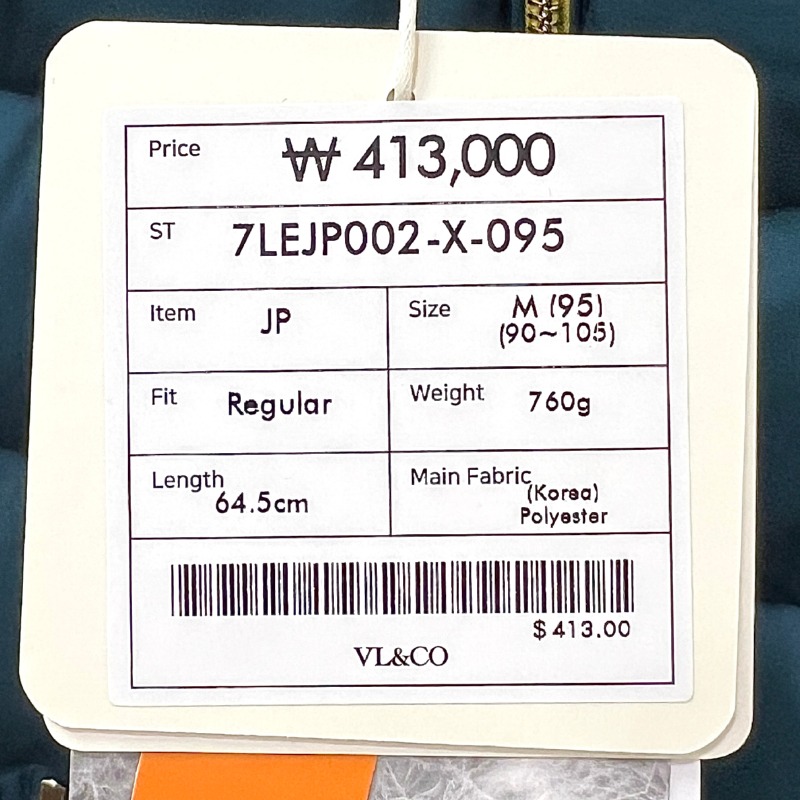 Price ₩ 413,000
ST 7LEJP002-X-095
Item JP
Size M (95)
(90~105)
Fit Regular
Weight 760g
Length
64.5cm
Main Fabric
(Korea)
Polyester
$413.00
VL&CO